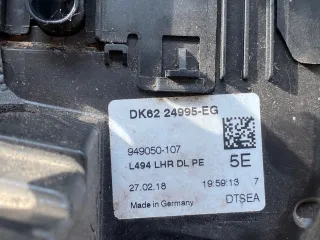 DK62 24995-EG
949050-107
L494 LHR DL PE
5E
27.02.18 19:59:13 7
Made in Germany DTSEA